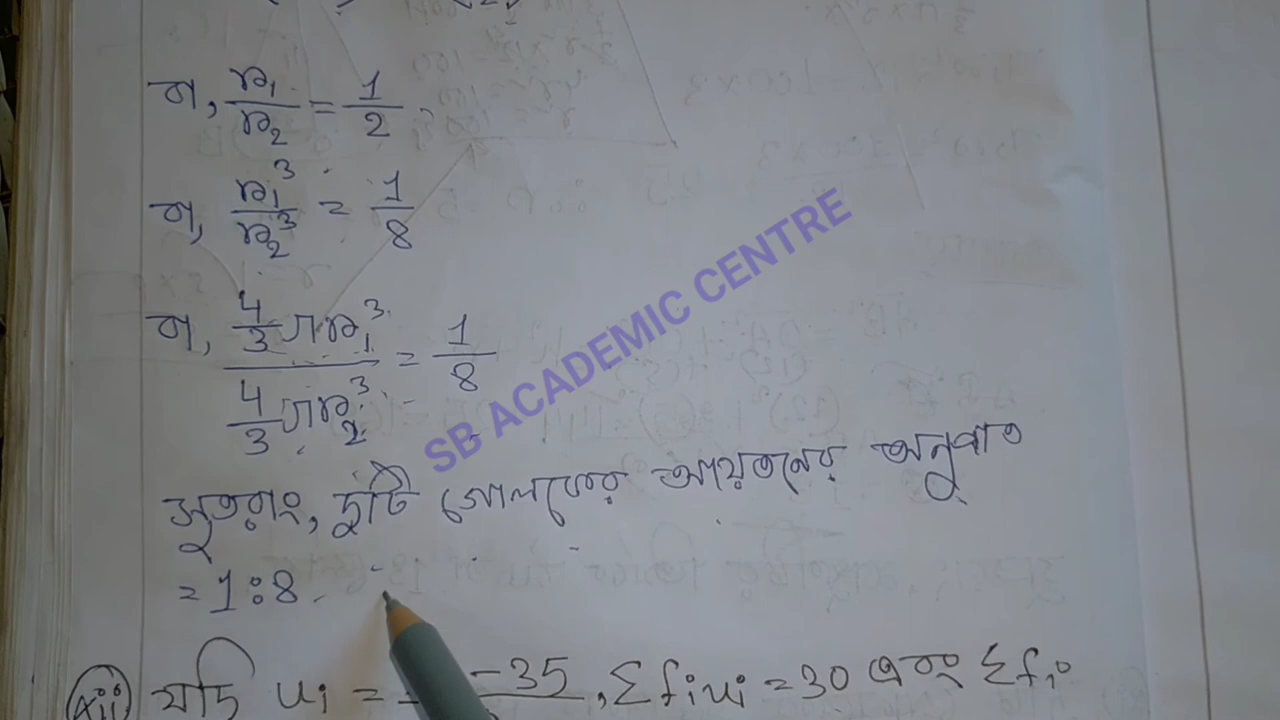 বা, r₁/r₂ = 1/2,
বা, r₁³/r₂³ = 1/8
বা, (4/3 πr₁³)/(4/3 πr₂³) = 1/8
সুতরাং, দুটি গোলকের আয়তনের অনুপাত
= 1:8
SB ACADEMIC CENTRE
(xii) যদি uᵢ = -35, Σfᵢuᵢ = 30 এবং Σfᵢ